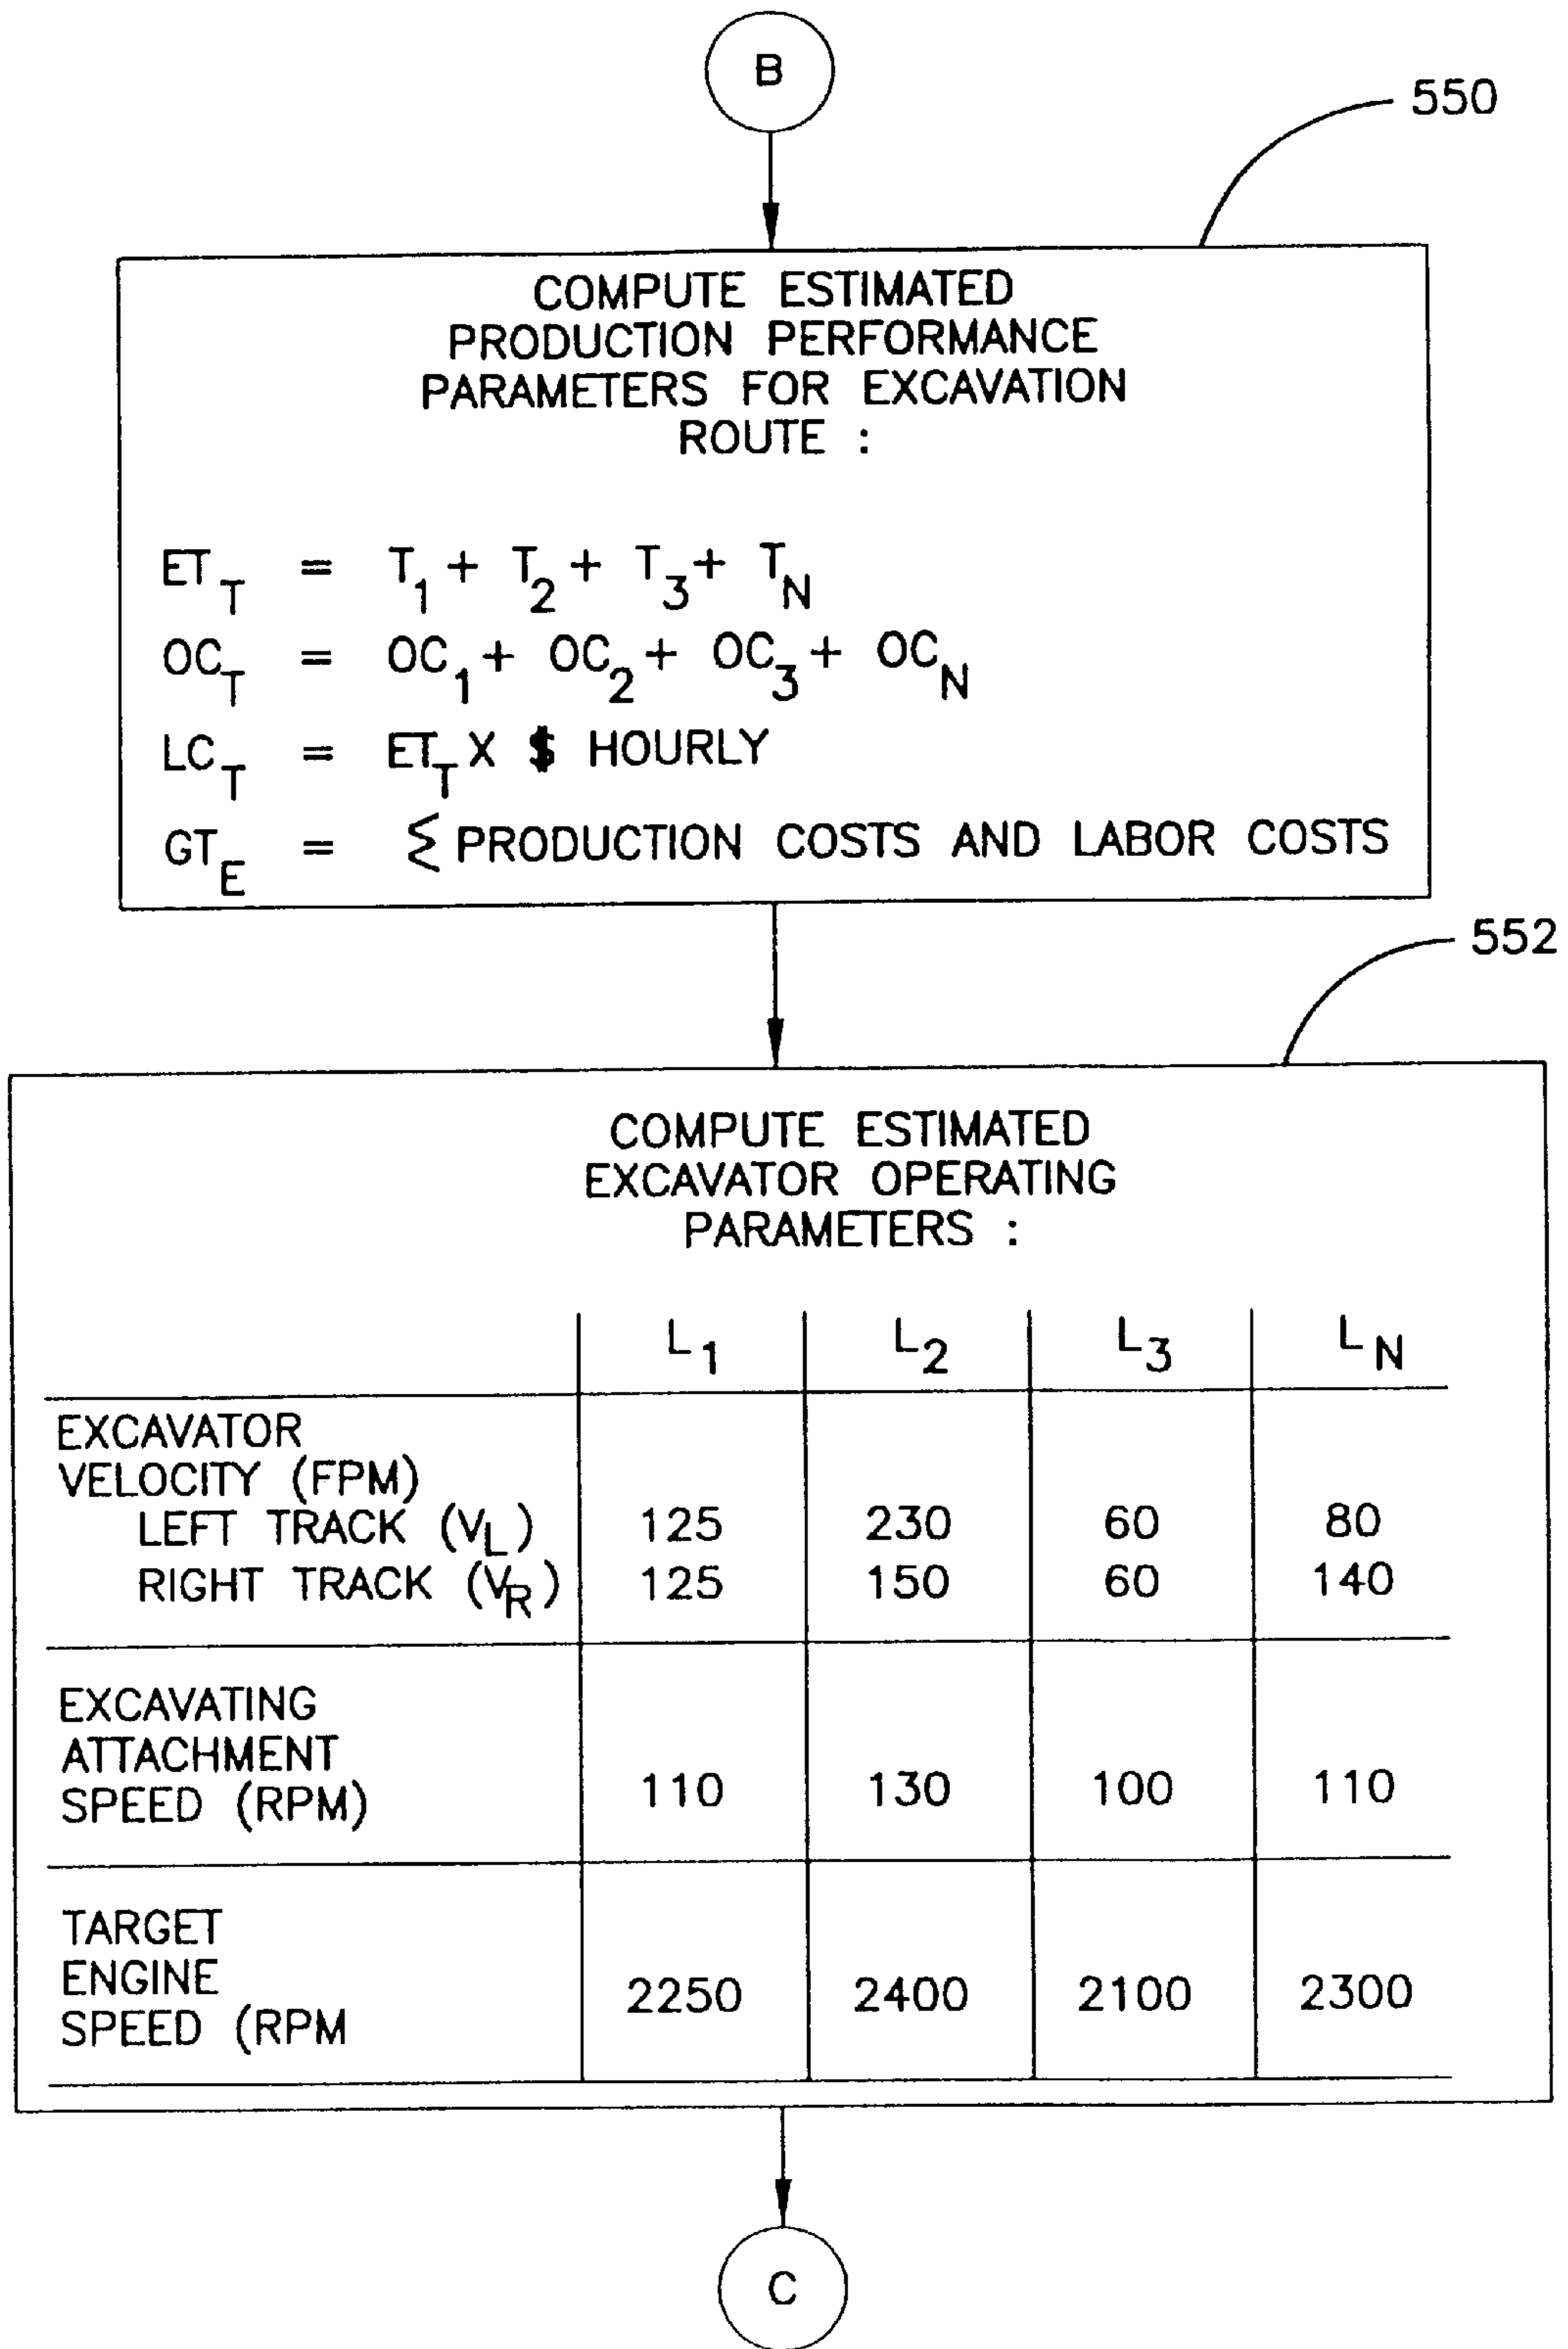 B
550
COMPUTE ESTIMATED
PRODUCTION PERFORMANCE
PARAMETERS FOR EXCAVATION
ROUTE :
ET_T = T_1 + T_2 + T_3 + T_N
OC_T = OC_1 + OC_2 + OC_3 + OC_N
LC_T = ET_T X $ HOURLY
GT_E = Σ PRODUCTION COSTS AND LABOR COSTS
552
COMPUTE ESTIMATED
EXCAVATOR OPERATING
PARAMETERS :
L_1 L_2 L_3 L_N
EXCAVATOR
VELOCITY (FPM)
LEFT TRACK (V_L) 125 230 60 80
RIGHT TRACK (V_R) 125 150 60 140
EXCAVATING
ATTACHMENT
SPEED (RPM) 110 130 100 110
TARGET
ENGINE
SPEED (RPM 2250 2400 2100 2300
C